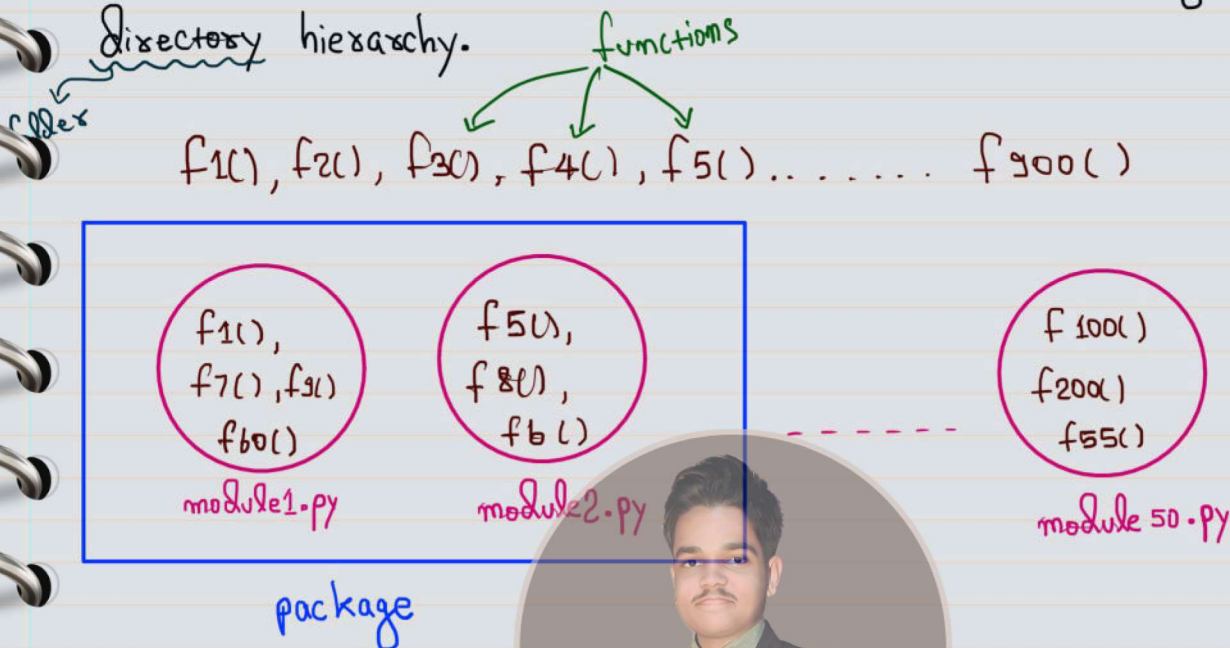 directory hierarchy.
functions
folder
f1(), f2(), f3(), f4(), f5()........ f900()
f1(),
f7(), f9()
f60()
module1.py
f5(),
f8(),
f6()
module2.py
f100()
f200()
f55()
module 50.py
package